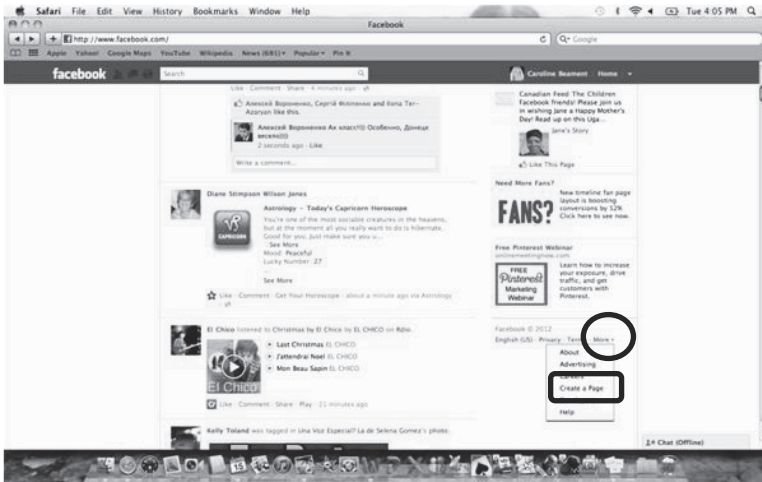 Safari File Edit View History Bookmarks Window Help
Tue 4:05 PM
Facebook
http://www.facebook.com/
Google
Apple Yahoo! Google Maps YouTube Wikipedia News (681) Popular Pin It
facebook
Search
Caroline Beament Home
Like · Comment · Share · 4 minutes ago
Алексей Вороненко, Сергій Филпенко and Ilona Ter-
Azaryan like this.
Алексей Вороненко Ах класс!!!) Особенно, Донецк
2 seconds ago · Like
Write a comment...
Diane Stimpson Wilson Jones
Astrology – Today's Capricorn Horoscope
CAPRICORN
You're one of the most sociable creatures in the heavens,
but at the moment all you really want to do is hibernate.
Good for you. Just make sure you u...
See More
Mood: Peaceful
Lucky Number: 27
...
See More
Like · Comment · Get Your Horoscope · about a minute ago via Astrology
El Chico listened to Christmas by El Chico by EL CHICO on Rdio.
Last Christmas EL CHICO
J'attendrai Noel EL CHICO
Mon Beau Sapin EL CHICO
El Chico
Like · Comment · Share · Play · 21 minutes ago
Kelly Toland was tagged in Una Voz Especial? La de Selena Gomez's photo.
Canadian Feed The Children
Facebook friends! Please join us
in wishing Jane a Happy Mother's
Day! Read up on this Uga...
Jane's Story
Like This Page
Need More Fans?
FANS?
New timeline fan page
layout is boosting
conversions by 52%
Click here to see now.
Free Pinterest Webinar
onlinemeetingnow.com
FREE
Pinterest
Marketing
Webinar
Learn how to increase
your exposure, drive
traffic, and get
customers with
Pinterest.
Facebook © 2012
English (US) · Privacy · Terms · More
About
Advertising
Careers
Create a Page
Help
Chat (Offline)